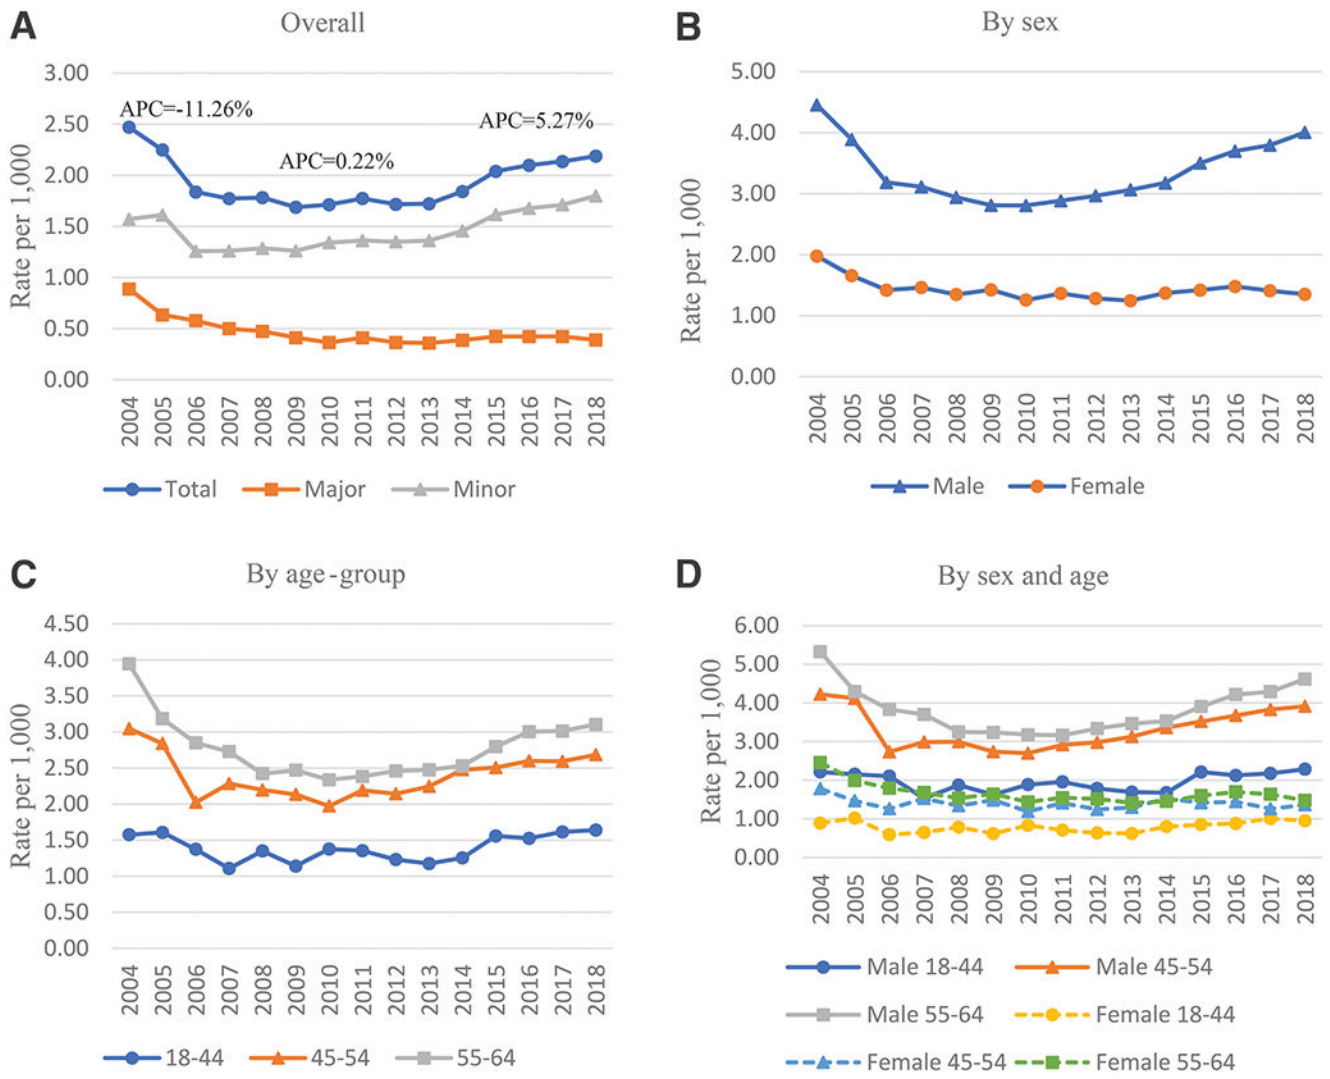 A
Overall
3.00
2.50
2.00
1.50
1.00
0.50
0.00
Rate per 1,000
APC=-11.26%
APC=0.22%
APC=5.27%
2004 2005 2006 2007 2008 2009 2010 2011 2012 2013 2014 2015 2016 2017 2018
Total Major Minor
B
By sex
5.00
4.00
3.00
2.00
1.00
0.00
Rate per 1,000
2004 2005 2006 2007 2008 2009 2010 2011 2012 2013 2014 2015 2016 2017 2018
Male Female
C
By age-group
4.50
4.00
3.50
3.00
2.50
2.00
1.50
1.00
0.50
0.00
Rate per 1,000
2004 2005 2006 2007 2008 2009 2010 2011 2012 2013 2014 2015 2016 2017 2018
18-44 45-54 55-64
D
By sex and age
6.00
5.00
4.00
3.00
2.00
1.00
0.00
Rate per 1,000
2004 2005 2006 2007 2008 2009 2010 2011 2012 2013 2014 2015 2016 2017 2018
Male 18-44 Male 45-54
Male 55-64 Female 18-44
Female 45-54 Female 55-64